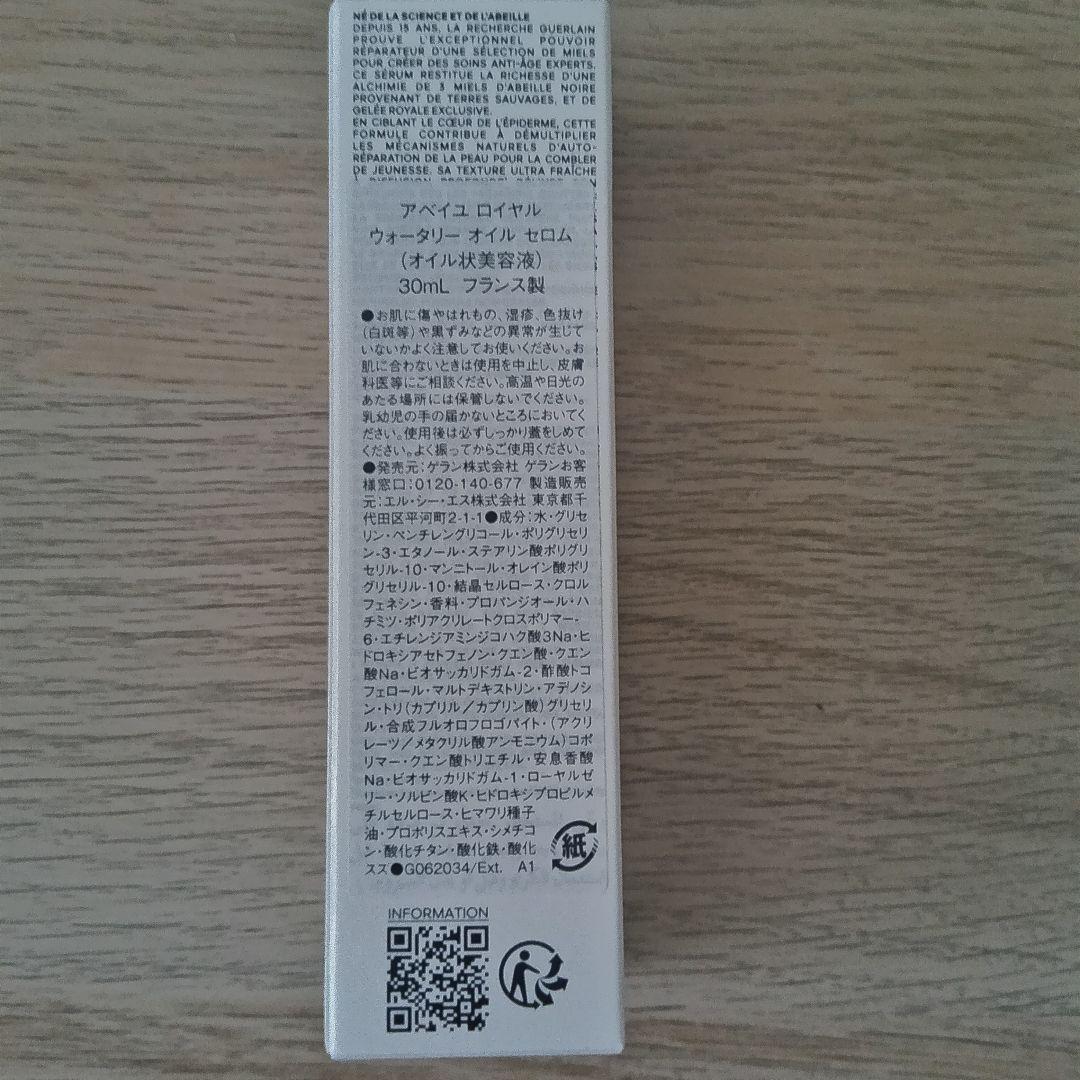 NÉ DE LA SCIENCE ET DE L'ABEILLE
DEPUIS 15 ANS, LA RECHERCHE GUERLAIN
PROUVE L'EXCEPTIONNEL POUVOIR
RÉPARATEUR D'UNE SÉLECTION DE MIELS
POUR CRÉER DES SOINS ANTI-ÂGE EXPERTS.
CE SÉRUM RESTITUE LA RICHESSE D'UNE
ALCHIMIE DE 3 MIELS D'ABEILLE NOIRE
PROVENANT DE TERRES SAUVAGES, ET DE
GELÉE ROYALE EXCLUSIVE.
EN CIBLANT LE CŒUR DE L'ÉPIDERME, CETTE
FORMULE CONTRIBUE À DÉMULTIPLIER
LES MÉCANISMES NATURELS D'AUTO-
RÉPARATION DE LA PEAU POUR LA COMBLER
DE JEUNESSE. SA TEXTURE ULTRA FRAÎCHE
アベイユ ロイヤル
ウォータリー オイル セロム
(オイル状美容液)
30mL フランス製
●お肌に傷やはれもの、湿疹、色抜け
(白斑等)や黒ずみなどの異常が生じて
いないかよく注意してお使いください。お
肌に合わないときは使用を中止し、皮膚
科医等にご相談ください。高温や日光の
あたる場所には保管しないでください。
乳幼児の手の届かないところにおいてく
ださい。使用後は必ずしっかり蓋をしめて
ください。よく振ってからご使用ください。
●発売元:ゲラン株式会社 ゲランお客
様窓口:0120-140-677 製造販売
元:エル・シー・エス株式会社 東京都千
代田区平河町2-1-1●成分:水・グリセ
リン・ペンチレングリコール・ポリグリセリ
ン-3・エタノール・ステアリン酸ポリグリ
セリル-10・マンニトール・オレイン酸ポリ
グリセリル-10・結晶セルロース・クロル
フェネシン・香料・プロパンジオール・ハ
チミツ・ポリアクリレートクロスポリマー-
6・エチレンジアミンジコハク酸3Na・ヒ
ドロキシアセトフェノン・クエン酸・クエン
酸Na・ビオサッカリドガム-2・酢酸トコ
フェロール・マルトデキストリン・アデノシ
ン・トリ(カプリル/カプリン酸)グリセリ
ル・合成フルオロフロゴパイト・(アクリ
レーツ/メタクリル酸アンモニウム)コポ
リマー・クエン酸トリエチル・安息香酸
Na・ビオサッカリドガム-1・ローヤルゼ
リー・ソルビン酸K・ヒドロキシプロピルメ
チルセルロース・ヒマワリ種子
油・プロポリスエキス・シメチコ
ン・酸化チタン・酸化鉄・酸化
スズ●G062034/Ext. A1
紙
INFORMATION